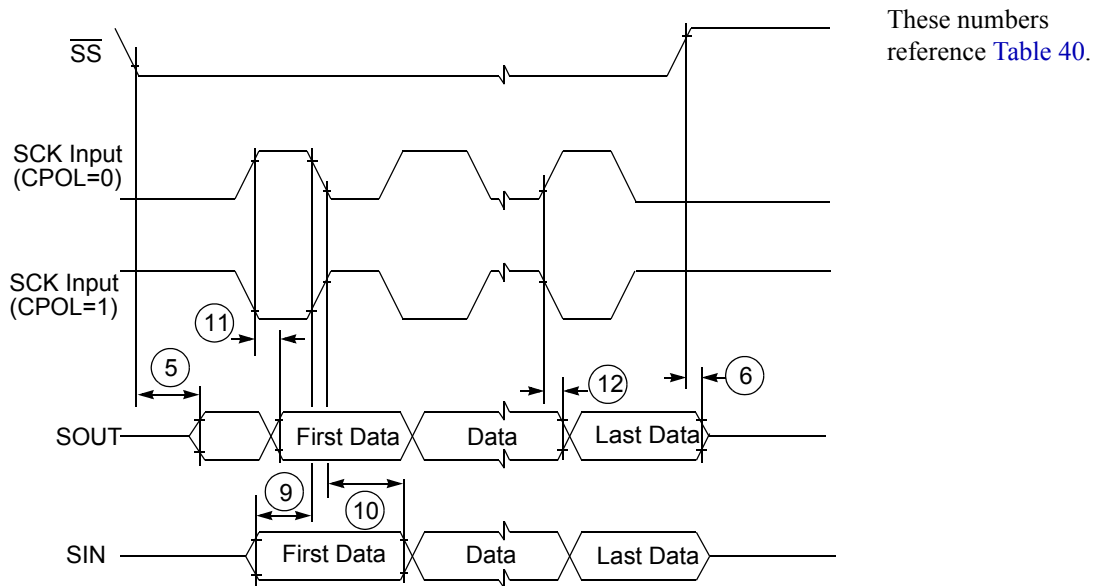 These numbers
reference Table 40.
SS
SCK Input
(CPOL=0)
SCK Input
(CPOL=1)
11
5
12
6
SOUT
First Data
Data
Last Data
9
10
SIN
First Data
Data
Last Data